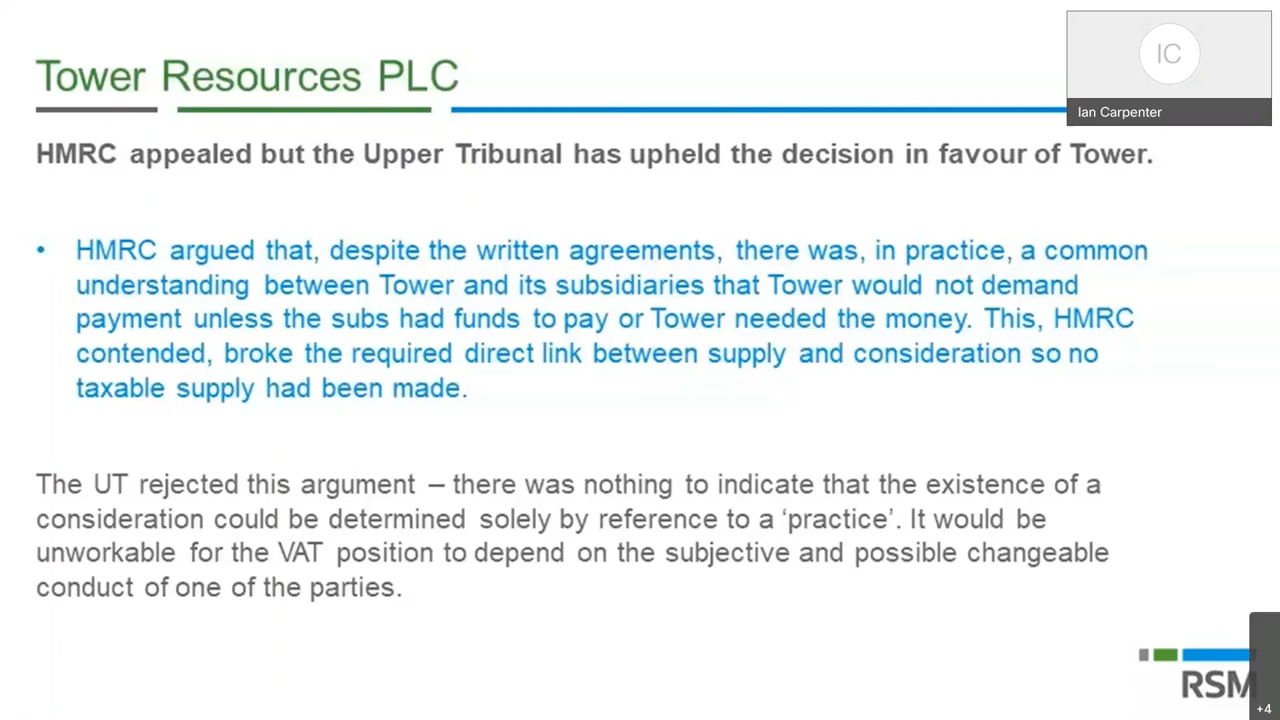 Tower Resources PLC
IC
Ian Carpenter
HMRC appealed but the Upper Tribunal has upheld the decision in favour of Tower.
• HMRC argued that, despite the written agreements, there was, in practice, a common
understanding between Tower and its subsidiaries that Tower would not demand
payment unless the subs had funds to pay or Tower needed the money. This, HMRC
contended, broke the required direct link between supply and consideration so no
taxable supply had been made.
The UT rejected this argument – there was nothing to indicate that the existence of a
consideration could be determined solely by reference to a ‘practice’. It would be
unworkable for the VAT position to depend on the subjective and possible changeable
conduct of one of the parties.
RSM
+4